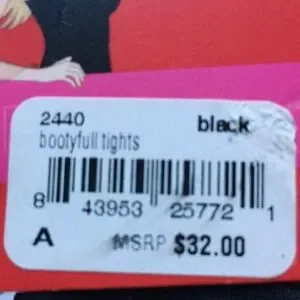 2440 black
bootyfull tights
8 43953 25772 1
A MSRP $32.00